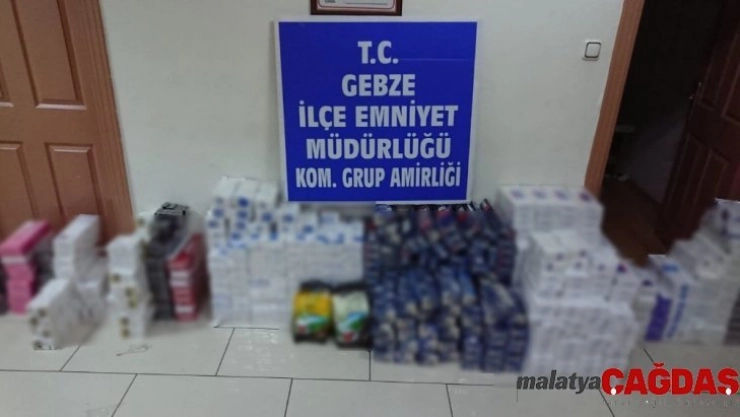 T.C.
GEBZE
İLÇE EMNİYET
MÜDÜRLÜĞÜ
KOM. GRUP AMİRLİĞİ
malatyaÇAĞDAŞ